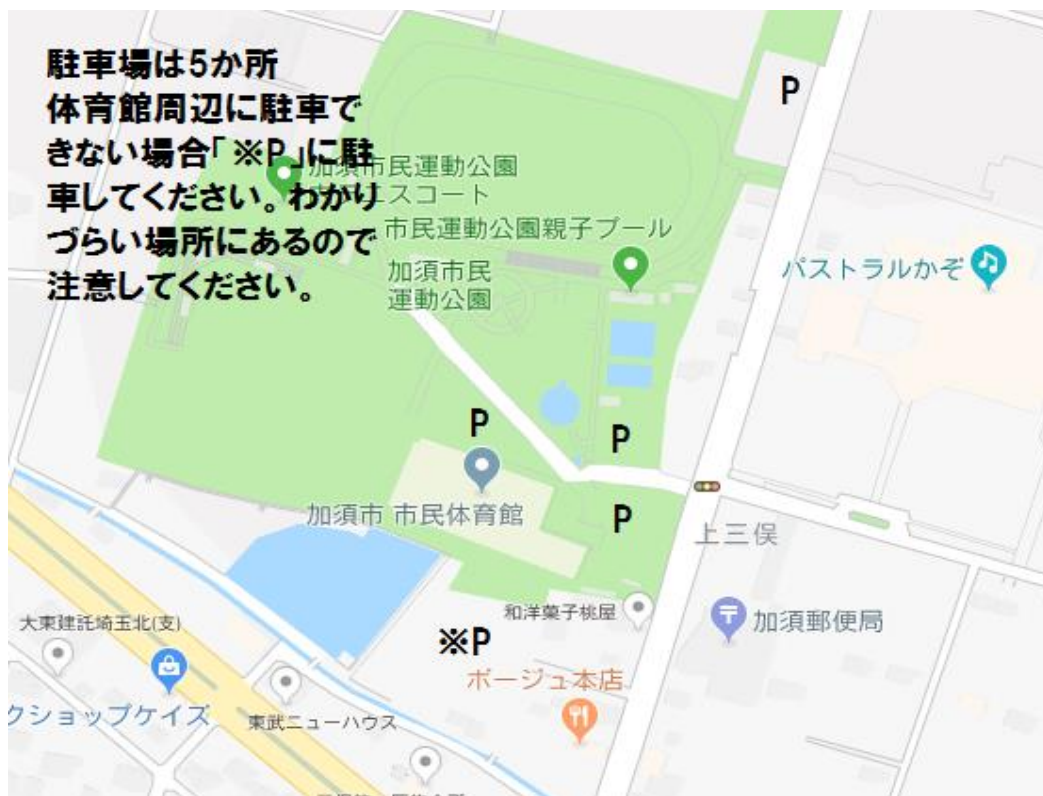 駐車場は5か所
体育館周辺に駐車で
きない場合「※P」に駐
車してください。わかり
づらい場所にあるので
注意してください。
P
加須市民運動公園
ニスコート
市民運動公園親子プール
加須市民
運動公園
パストラルかぞ
P
P
加須市 市民体育館
P
上三俣
和洋菓子桃屋
加須郵便局
大東建託埼玉北(支)
※P
ボージュ本店
クショップケイズ
東武ニューハウス